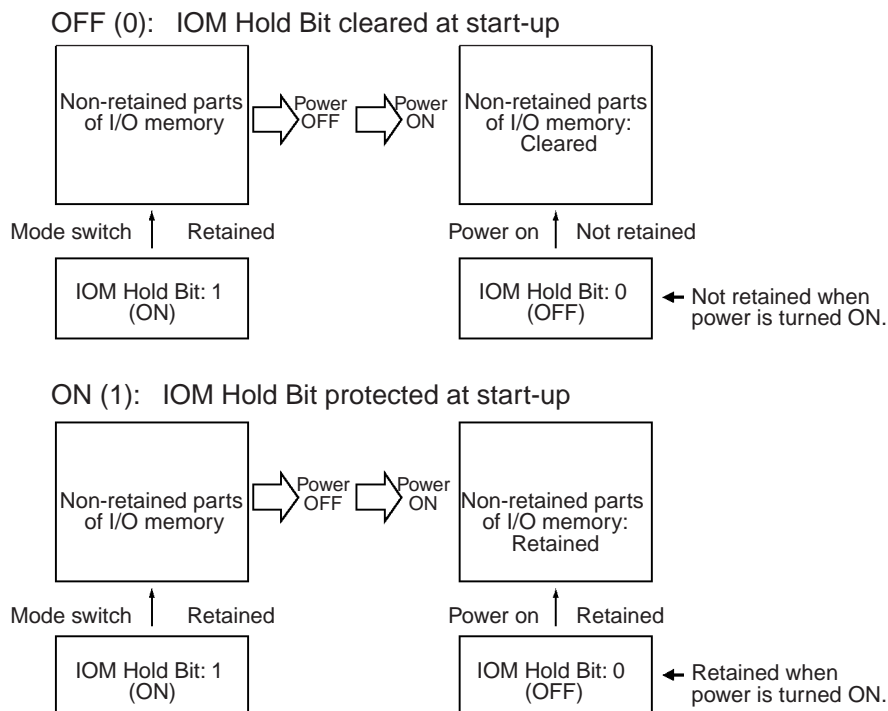 OFF (0): IOM Hold Bit cleared at start-up
Non-retained parts
of I/O memory
Power
OFF
Power
ON
Non-retained parts
of I/O memory:
Cleared
Mode switch
Retained
Power on
Not retained
IOM Hold Bit: 1
(ON)
IOM Hold Bit: 0
(OFF)
Not retained when
power is turned ON.
ON (1): IOM Hold Bit protected at start-up
Non-retained parts
of I/O memory
Power
OFF
Power
ON
Non-retained parts
of I/O memory:
Retained
Mode switch
Retained
Power on
Retained
IOM Hold Bit: 1
(ON)
IOM Hold Bit: 0
(OFF)
Retained when
power is turned ON.